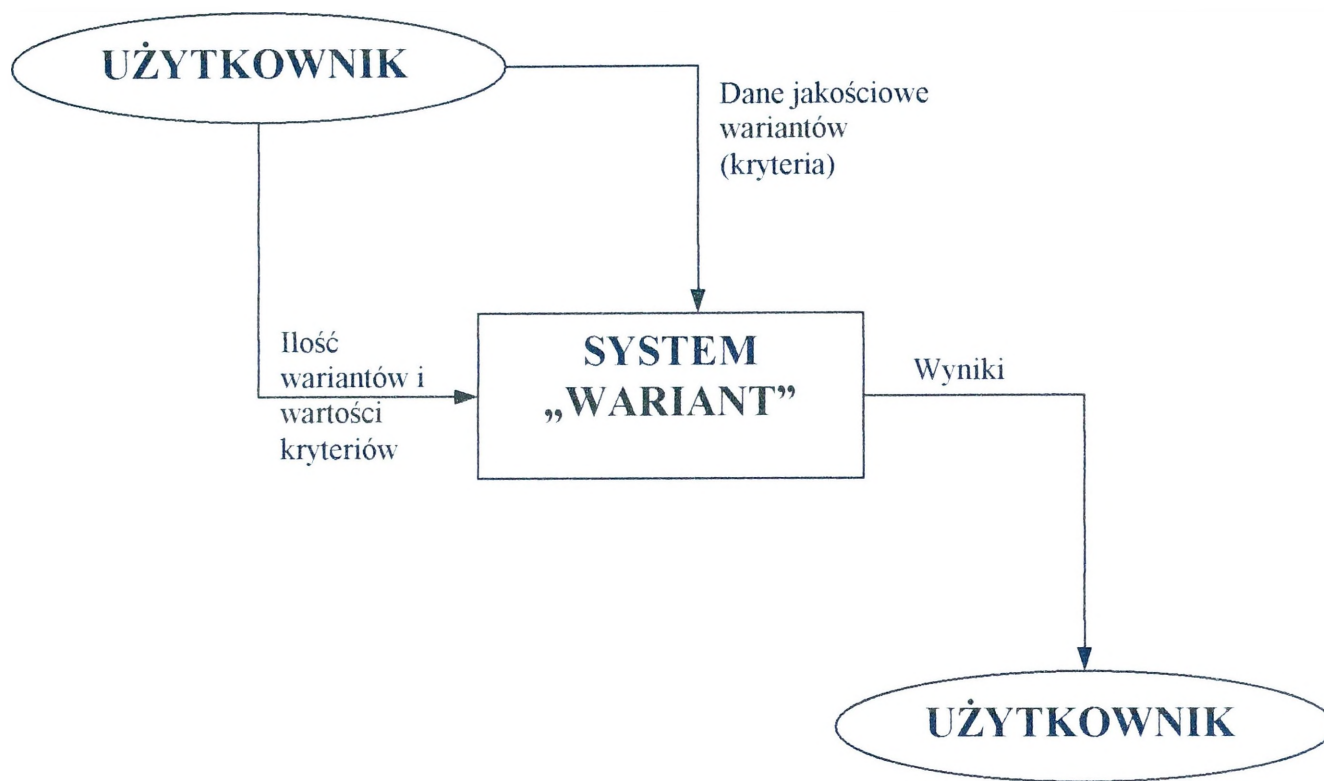 UŻYTKOWNIK
Dane jakościowe
wariantów
(kryteria)
Ilość
wariantów i
wartości
kryteriów
SYSTEM
„WARIANT”
Wyniki
UŻYTKOWNIK